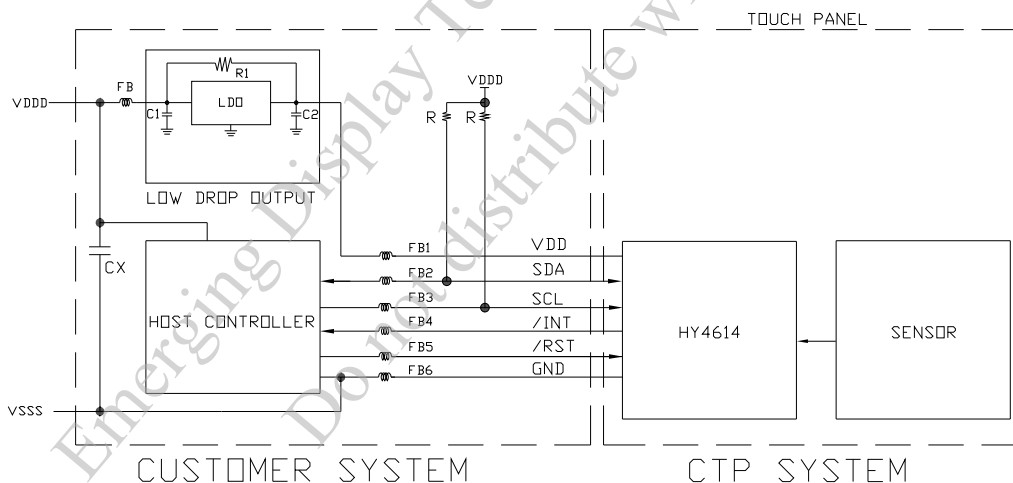 TOUCH PANEL
VDDD
FB
R1
LDO
C1
C2
VDDD
R
R
LOW DROP OUTPUT
CX
HOST CONTROLLER
FB1
VDD
FB2
SDA
FB3
SCL
FB4
/INT
FB5
/RST
FB6
GND
HY4614
SENSOR
VSSS
CUSTOMER SYSTEM
CTP SYSTEM
Emerging Display
Do not distribute